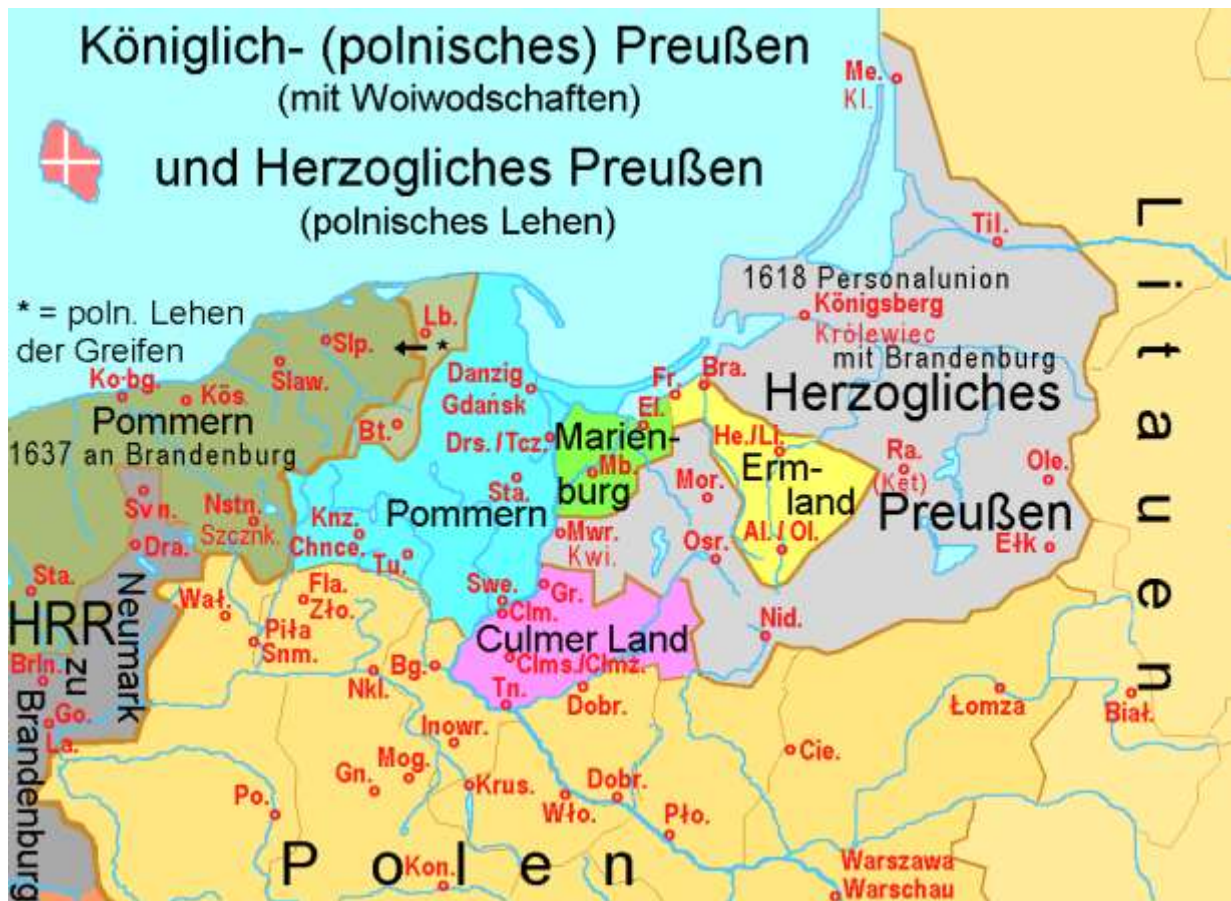 Königlich- (polnisches) Preußen
(mit Woiwodschaften)
und Herzogliches Preußen
(polnisches Lehen)
* = poln. Lehen
der Greifen
Me.
Kl.
Til.
1618 Personalunion
Königsberg
Królewiec
mit Brandenburg
Herzogliches
Preußen
Litauen
Lb.
Slp.
*
Slaw.
Ko·bg.
Kös.
Pommern
1637 an Brandenburg
Bt.
Danzig
Gdańsk
Drs. / Tcz.
Fr.
Bra.
El.
Marien-
burg
Mb.
He./Li.
Erm-
land
Al. / Ol.
Ra.
(Kęt)
Ole.
Ełk
Mor.
Osr.
Sta.
Pommern
Mwr.
Kwi.
Knz.
Chnce.
Tu.
Svn.
Nstn.
Szcznk.
Dra.
Sta.
HRR
zu
Neumark
Brandenburg
Brln.
Go.
La.
Wał.
Fla.
Zło.
Piła
Snm.
Swe.
Clm.
Gr.
Culmer Land
Clms./Clmz.
Tn.
Nid.
Bg.
Nkl.
Dobr.
Łomza
Biał.
Inowr.
Cie.
Mog.
Gn.
Krus.
Po.
Wło.
Dobr.
Pło.
Kon.
Polen
Warszawa
Warschau